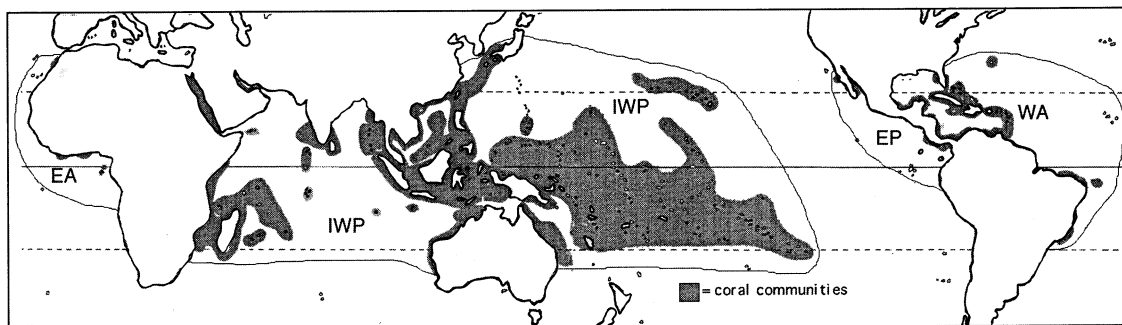 IWP
WA
EP
EA
IWP
= coral communities